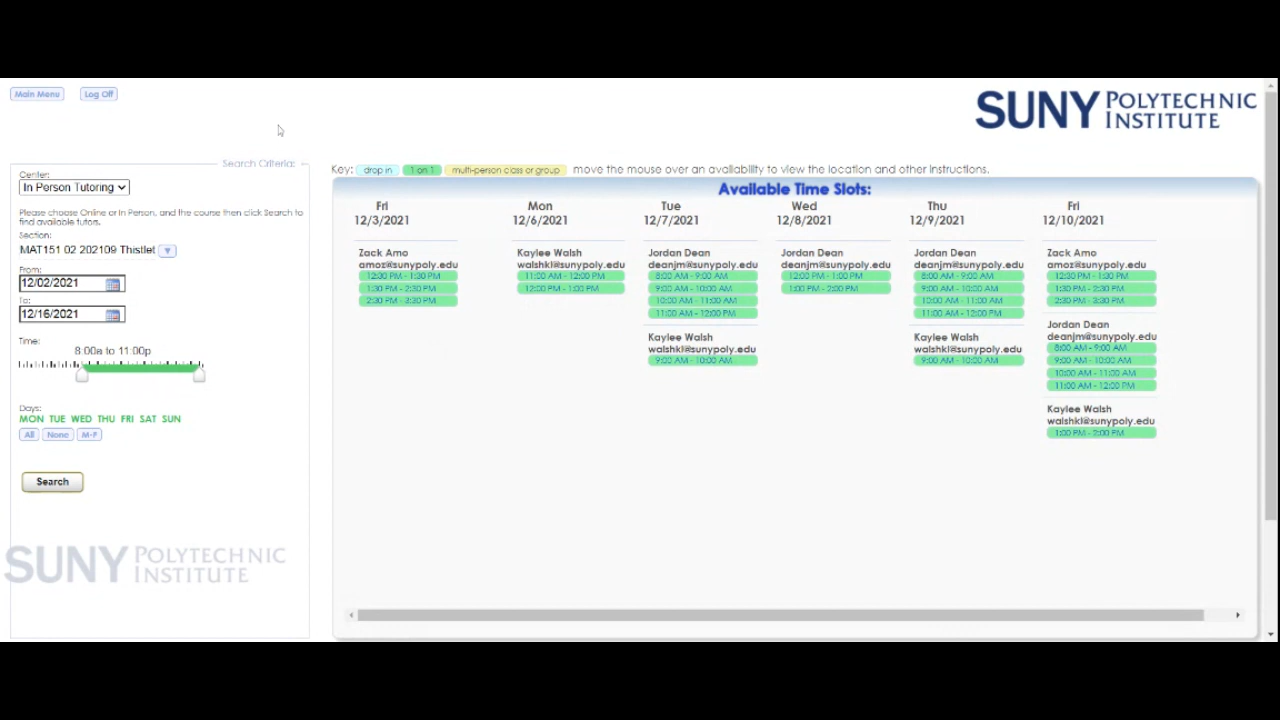 Main Menu
Log Off
SUNY POLYTECHNIC INSTITUTE
Search Criteria:
Center:
In Person Tutoring
Please choose Online or In Person, and the course then click Search to
find available tutors.
Section:
MAT151 02 202109 Thistlet
From:
12/02/2021
To:
12/16/2021
Time:
8:00a to 11:00p
Days:
MON TUE WED THU FRI SAT SUN
All None M-F
Search
SUNY POLYTECHNIC INSTITUTE
Key: drop in 1 on 1 multi-person class or group move the mouse over an availability to view the location and other instructions.
Available Time Slots:
Fri
12/3/2021
Zack Amo
amoz@sunypoly.edu
12:30 PM - 1:30 PM
1:30 PM - 2:30 PM
2:30 PM - 3:30 PM
Mon
12/6/2021
Kaylee Walsh
walshkl@sunypoly.edu
11:00 AM - 12:00 PM
12:00 PM - 1:00 PM
Tue
12/7/2021
Jordan Dean
deanjm@sunypoly.edu
8:00 AM - 9:00 AM
9:00 AM - 10:00 AM
10:00 AM - 11:00 AM
11:00 AM - 12:00 PM
Kaylee Walsh
walshkl@sunypoly.edu
9:00 AM - 10:00 AM
Wed
12/8/2021
Jordan Dean
deanjm@sunypoly.edu
12:00 PM - 1:00 PM
1:00 PM - 2:00 PM
Thu
12/9/2021
Jordan Dean
deanjm@sunypoly.edu
8:00 AM - 9:00 AM
9:00 AM - 10:00 AM
10:00 AM - 11:00 AM
11:00 AM - 12:00 PM
Kaylee Walsh
walshkl@sunypoly.edu
9:00 AM - 10:00 AM
Fri
12/10/2021
Zack Amo
amoz@sunypoly.edu
12:30 PM - 1:30 PM
1:30 PM - 2:30 PM
2:30 PM - 3:30 PM
Jordan Dean
deanjm@sunypoly.edu
8:00 AM - 9:00 AM
9:00 AM - 10:00 AM
10:00 AM - 11:00 AM
11:00 AM - 12:00 PM
Kaylee Walsh
walshkl@sunypoly.edu
1:00 PM - 2:00 PM